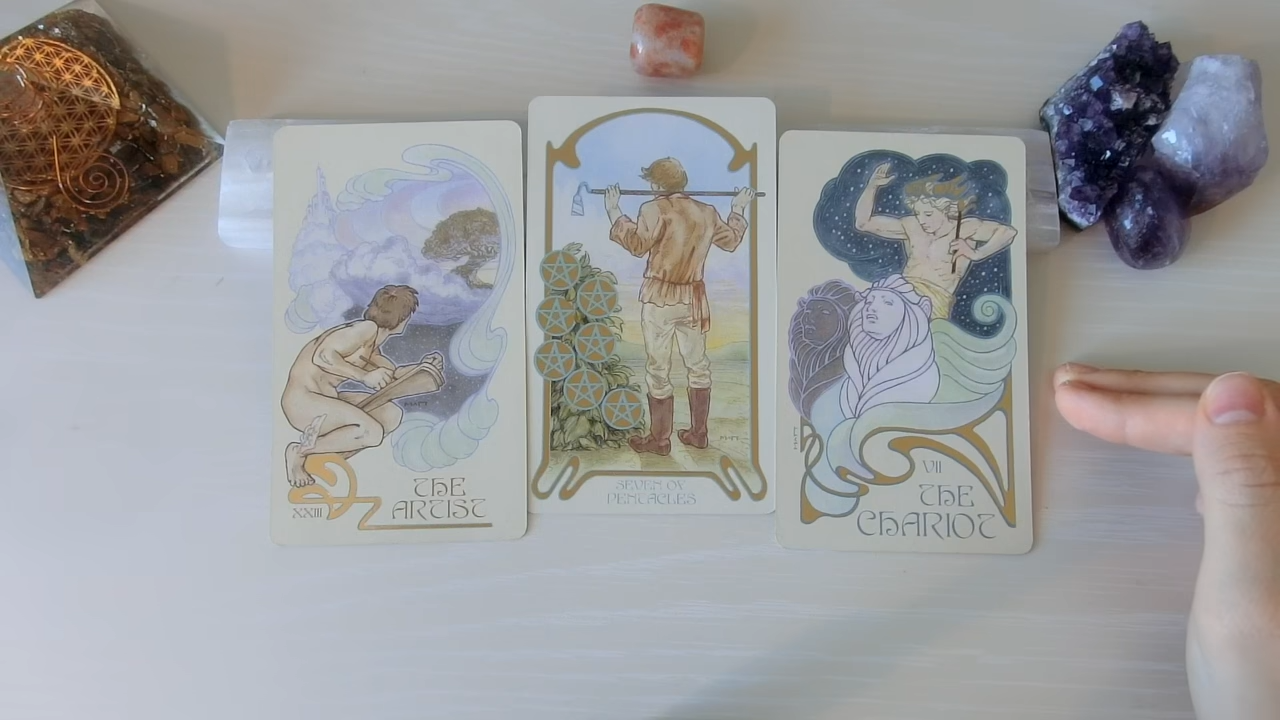 XXIII
THE
ARTIST
SEVEN OF
PENTACLES
VII
THE
CHARIOT